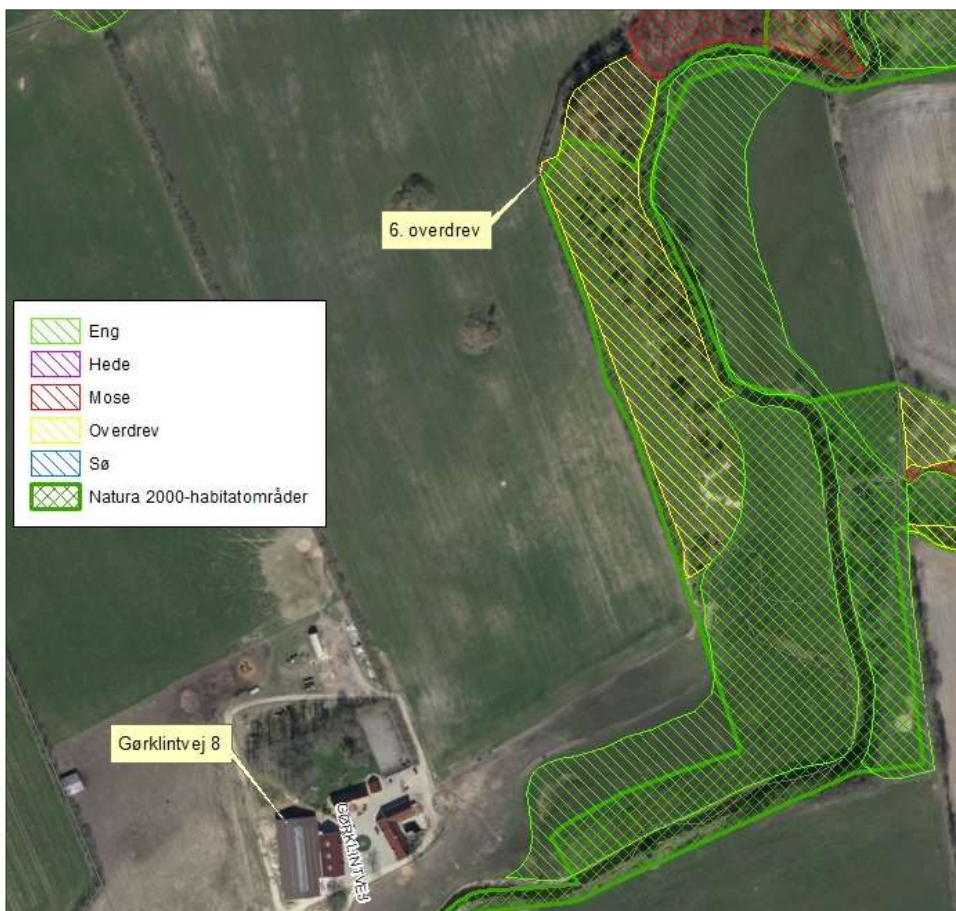 6. overdrev
Eng
Hede
Mose
Overdrev
Sø
Natura 2000-habitatområder
Gørklintvej 8
GØRKLINTVEJ